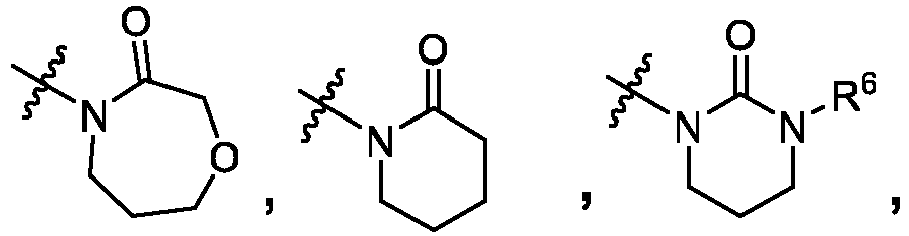 O O O
N N N N R⁶
O , , ,